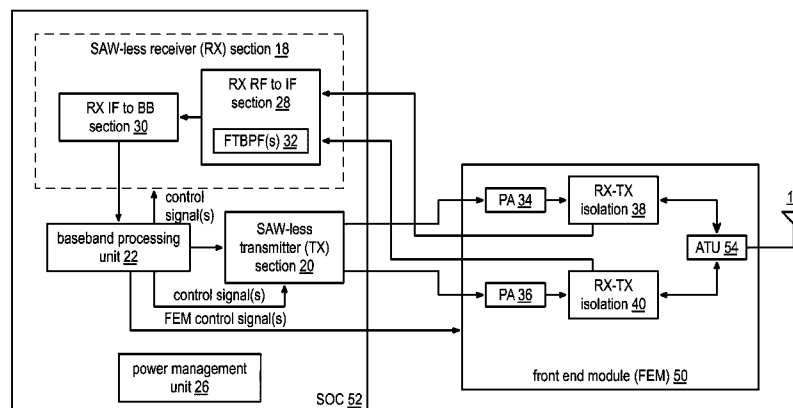 SAW-less receiver (RX) section 18
RX RF to IF
section 28
FTBPF(s) 32
RX IF to BB
section 30
control
signal(s)
baseband processing
unit 22
SAW-less
transmitter (TX)
section 20
control signal(s)
FEM control signal(s)
power management
unit 26
SOC 52
PA 34
RX-TX
isolation 38
ATU 54
PA 36
RX-TX
isolation 40
front end module (FEM) 50